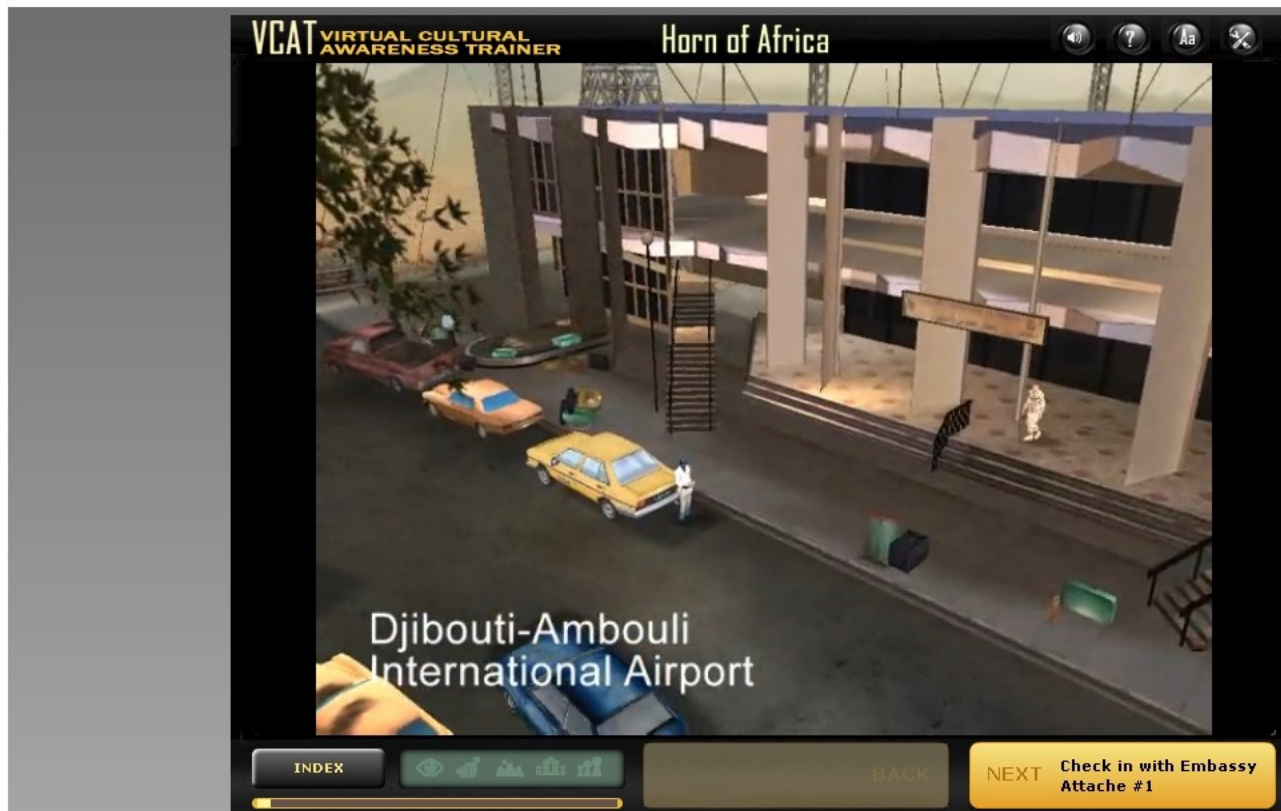 VCAT VIRTUAL CULTURAL
AWARENESS TRAINER
Horn of Africa
?
Aa
Djibouti-Ambouli
International Airport
INDEX
BACK
NEXT Check in with Embassy
Attache #1